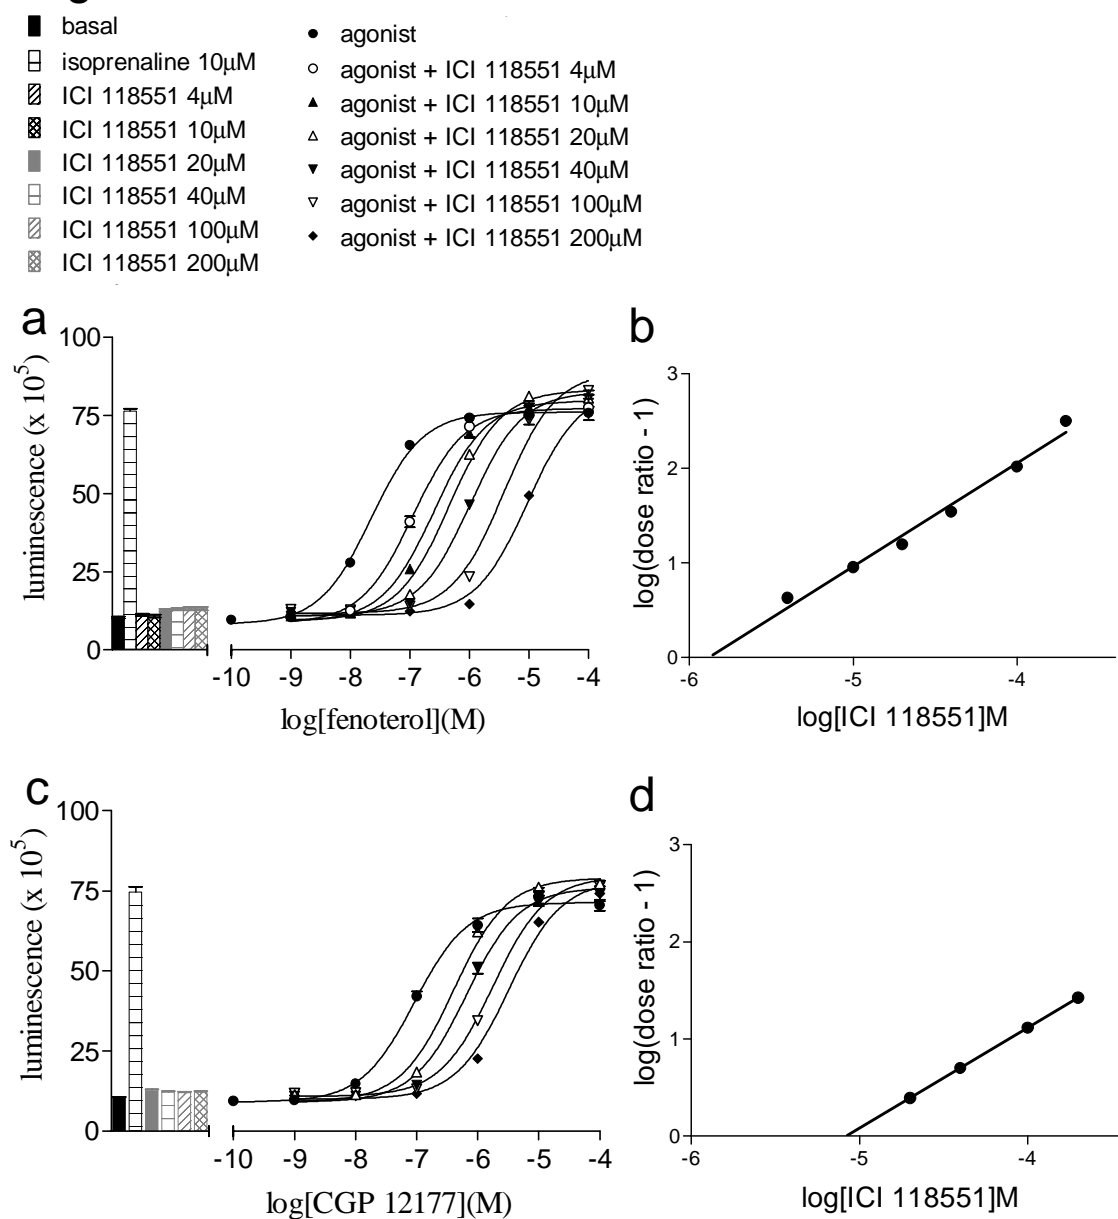 basal
isoprenaline 10μM
ICI 118551 4μM
ICI 118551 10μM
ICI 118551 20μM
ICI 118551 40μM
ICI 118551 100μM
ICI 118551 200μM
agonist
agonist + ICI 118551 4μM
agonist + ICI 118551 10μM
agonist + ICI 118551 20μM
agonist + ICI 118551 40μM
agonist + ICI 118551 100μM
agonist + ICI 118551 200μM
a
luminescence (x 10⁵)
100
75
50
25
0
-10 -9 -8 -7 -6 -5 -4
log[fenoterol](M)
b
log(dose ratio - 1)
3
2
1
0
-6 -5 -4
log[ICI 118551]M
c
luminescence (x 10⁵)
100
75
50
25
0
-10 -9 -8 -7 -6 -5 -4
log[CGP 12177](M)
d
log(dose ratio - 1)
3
2
1
0
-6 -5 -4
log[ICI 118551]M